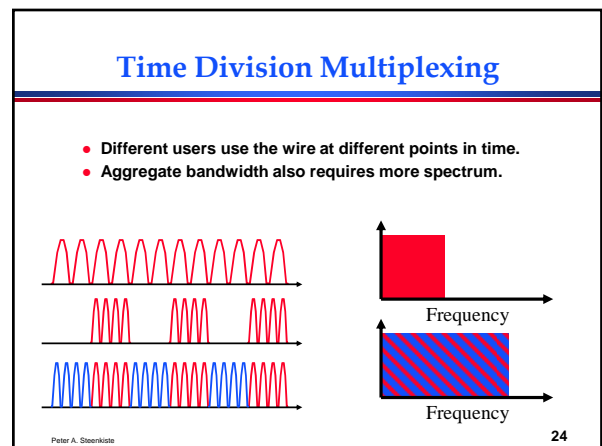 Time Division Multiplexing
● Different users use the wire at different points in time.
● Aggregate bandwidth also requires more spectrum.
Frequency
Frequency
Peter A. Steenkiste
24